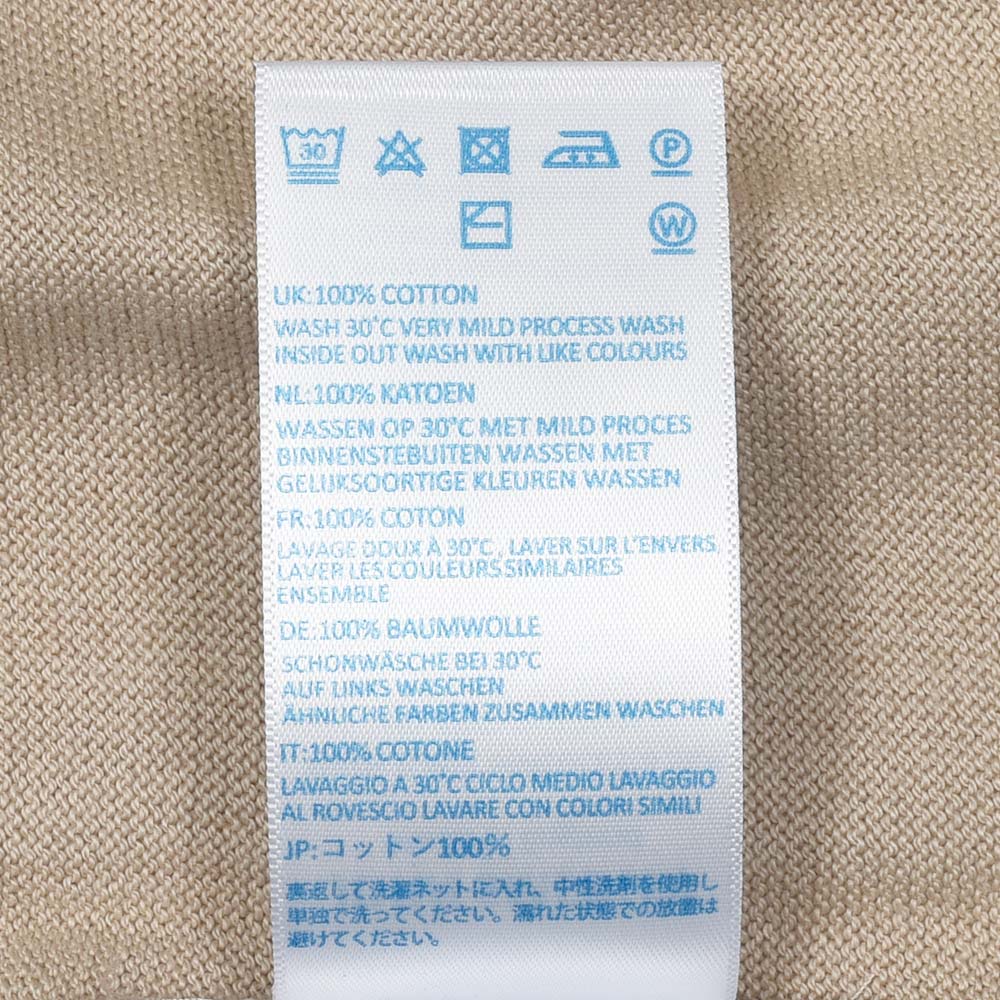 30
P
W
UK:100% COTTON
WASH 30°C VERY MILD PROCESS WASH
INSIDE OUT WASH WITH LIKE COLOURS
NL:100% KATOEN
WASSEN OP 30°C MET MILD PROCES
BINNENSTEBUITEN WASSEN MET
GELIJKSOORTIGE KLEUREN WASSEN
FR:100% COTON
LAVAGE DOUX À 30°C , LAVER SUR L'ENVERS,
LAVER LES COULEURS SIMILAIRES
ENSEMBLE
DE:100% BAUMWOLLE
SCHONWÄSCHE BEI 30°C
AUF LINKS WASCHEN
ÄHNLICHE FARBEN ZUSAMMEN WASCHEN
IT:100% COTONE
LAVAGGIO A 30°C CICLO MEDIO LAVAGGIO
AL ROVESCIO LAVARE CON COLORI SIMILI
JP:コットン100%
裏返して洗濯ネットに入れ、中性洗剤を使用し
単独で洗ってください。濡れた状態での放置は
避けてください。